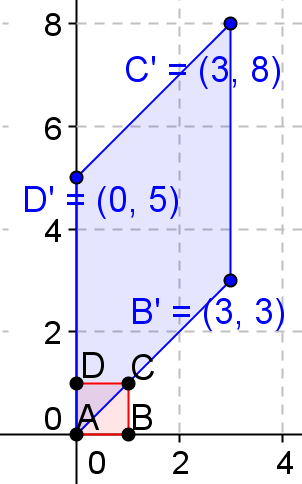 8
C' = (3, 8)
6
D' = (0, 5)
4
B' = (3, 3)
2
D
C
0
A
B
0
2
4